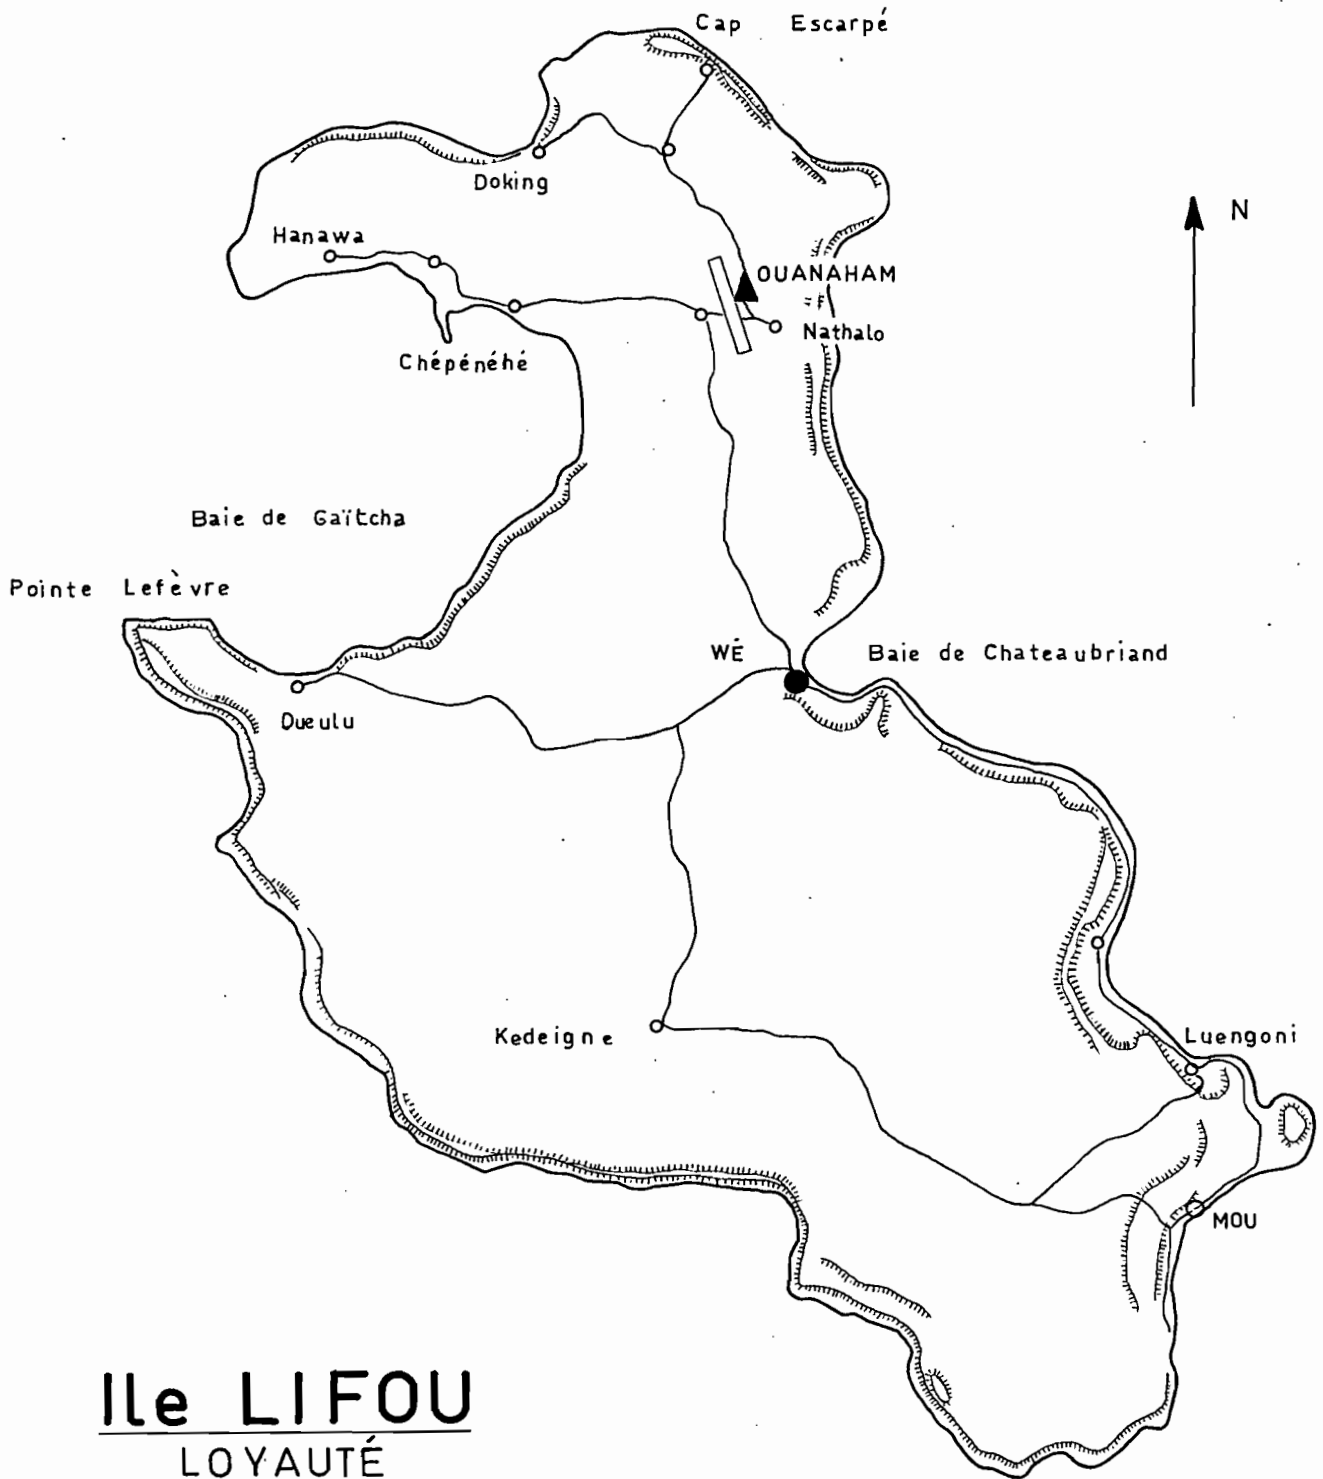 Cap Escarpé
Doking
N
Hanawa
OUANAHAM
Nathalo
Chépénéhé
Baie de Gaïtcha
Pointe Lefèvre
WÉ
Baie de Chateaubriand
Dueulu
Kedeigne
Luengoni
MOU
Ile LIFOU
LOYAUTÉ